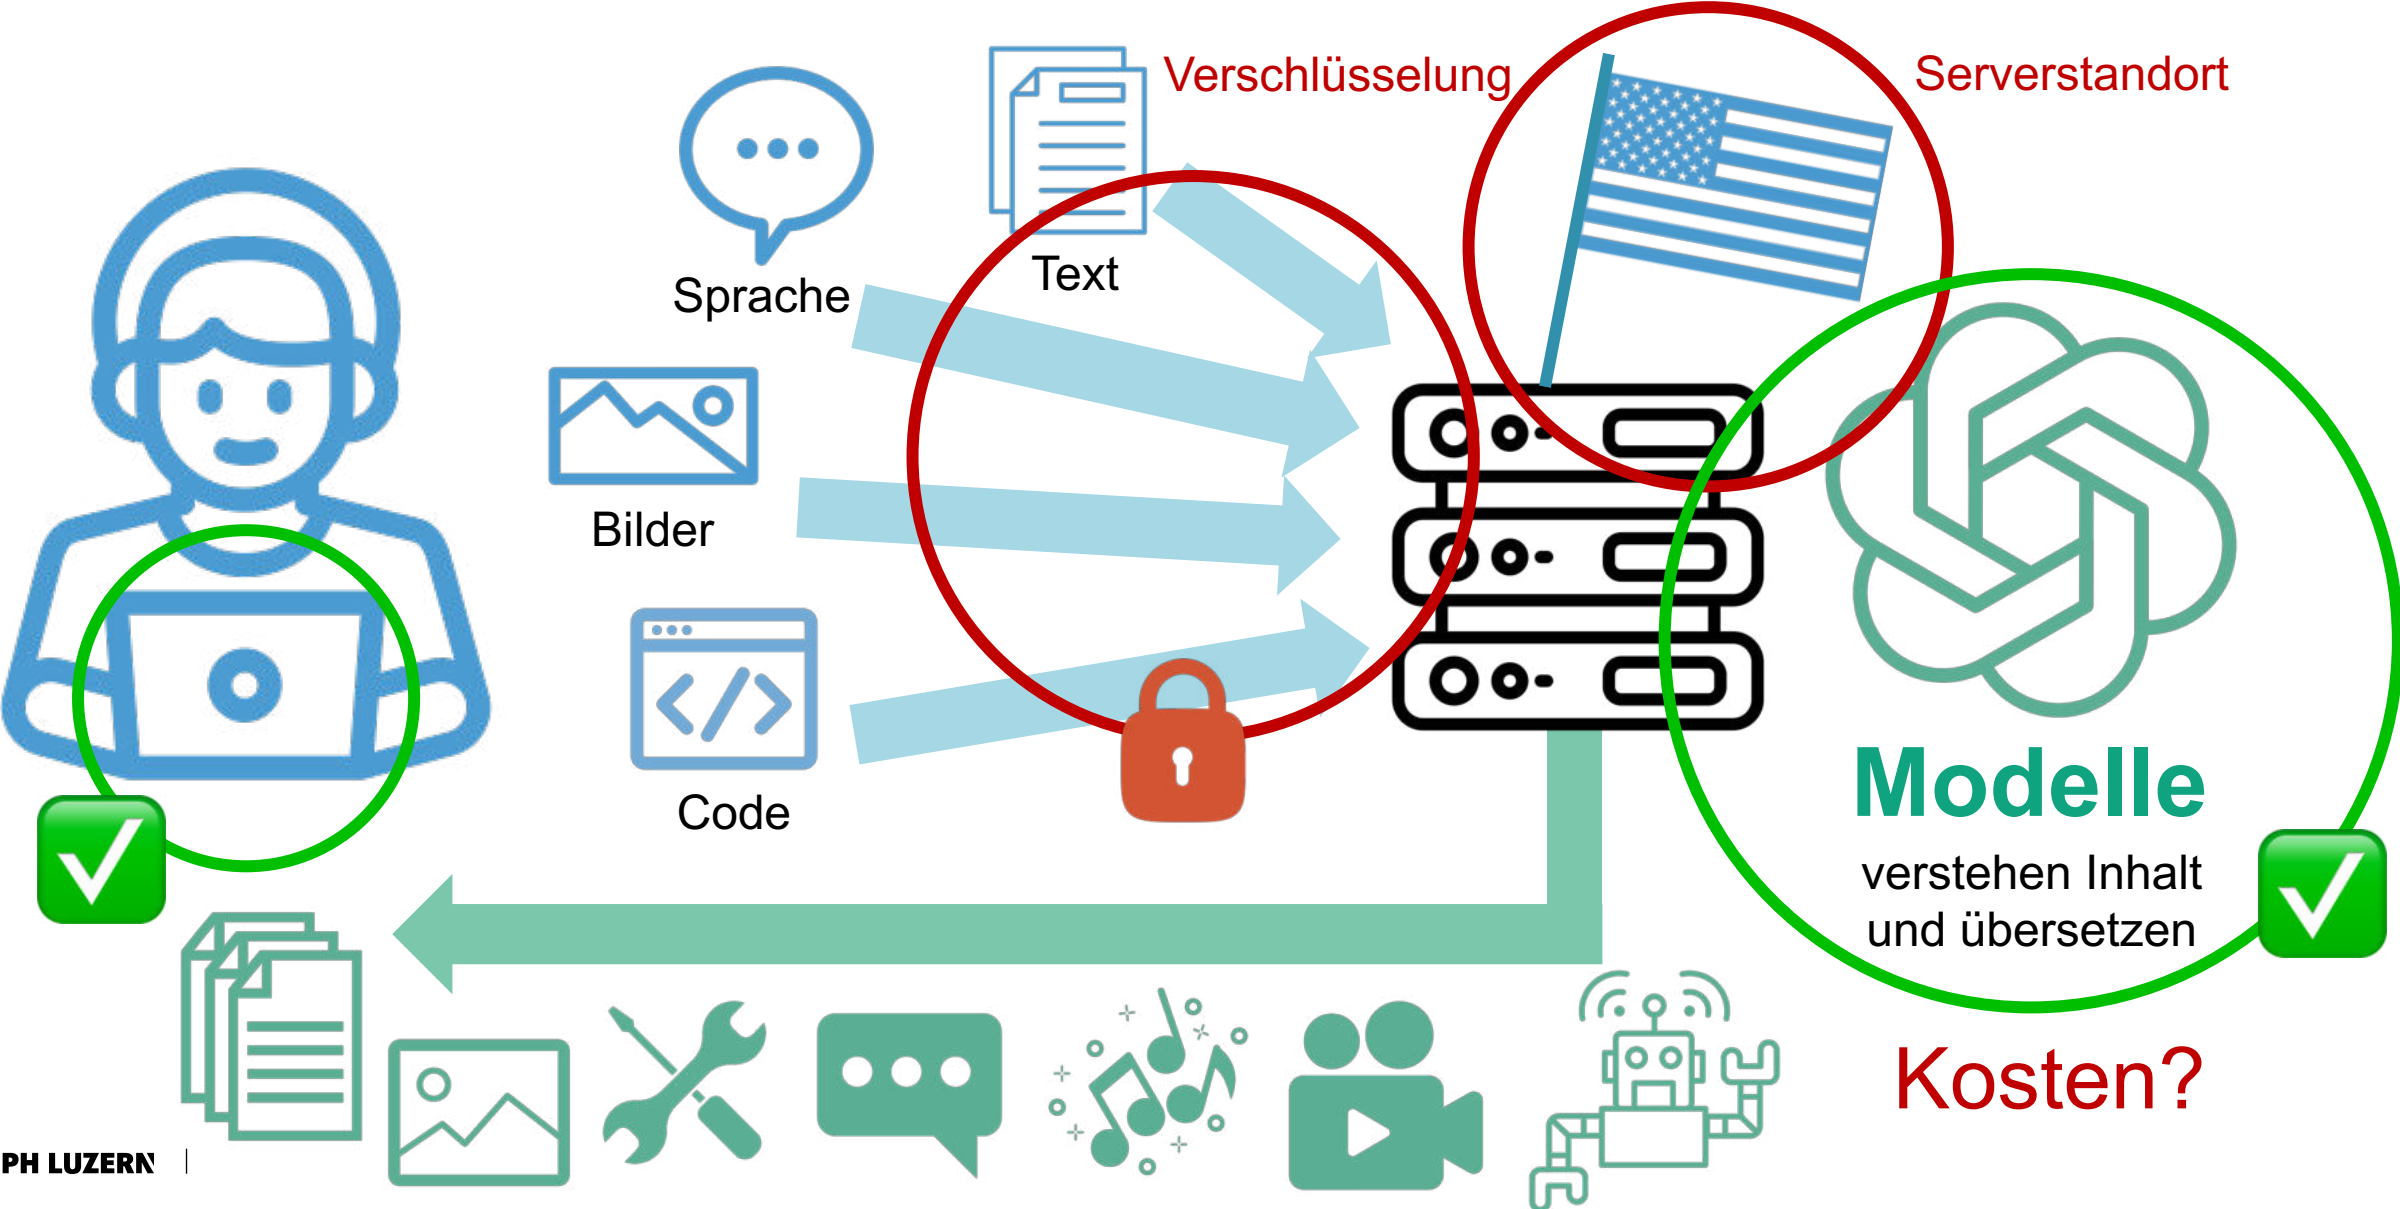 Verschlüsselung
Serverstandort
Text
Sprache
Bilder
Code
Modelle
verstehen Inhalt
und übersetzen
Kosten?
PH LUZERN